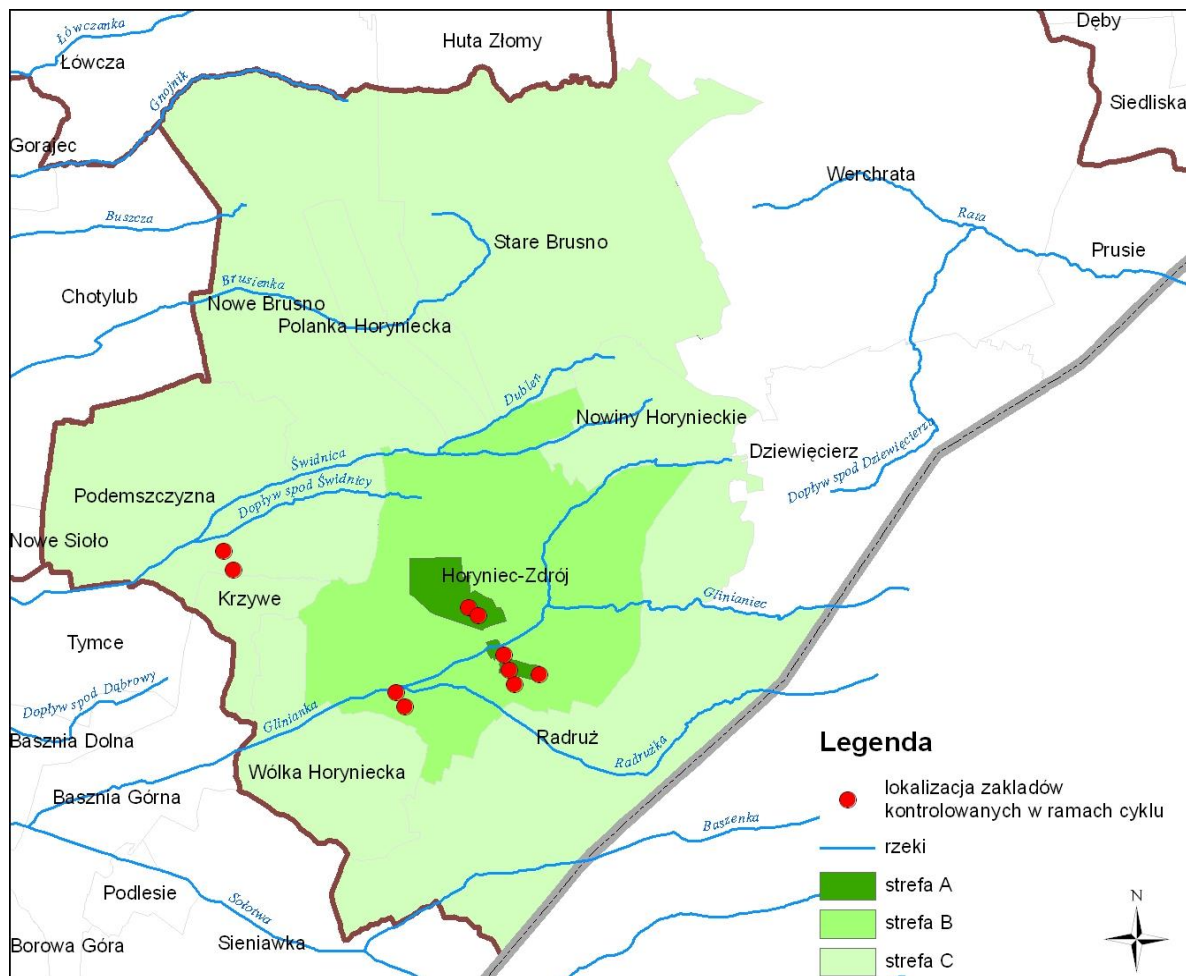 Dęby
Łówczanka
Huta Złomy
Łówcza
Gnojnik
Siedliska
Gorajec
Werchrata
Buszcza
Rata
Stare Brusno
Prusie
Brusienka
Chotylub
Nowe Brusno
Polanka Horyniecka
Dublen
Nowiny Horynieckie
Świdnica
Dziewięcierz
Dopływ spod Dziewięcierza
Podemszczyzna
Dopływ spod Świdnicy
Nowe Sioło
Horyniec-Zdrój
Krzywe
Glinianiec
Tymce
Dopływ spod Dąbrowy
Glinianka
Basznia Dolna
Radruż
Radrużka
Wólka Horyniecka
Basznia Górna
Baszenka
Podlesie
Sołotwa
Sieniawka
Borowa Góra
Legenda
lokalizacja zakladów
kontrolowanych w ramach cyklu
rzeki
strefa A
strefa B
strefa C
N